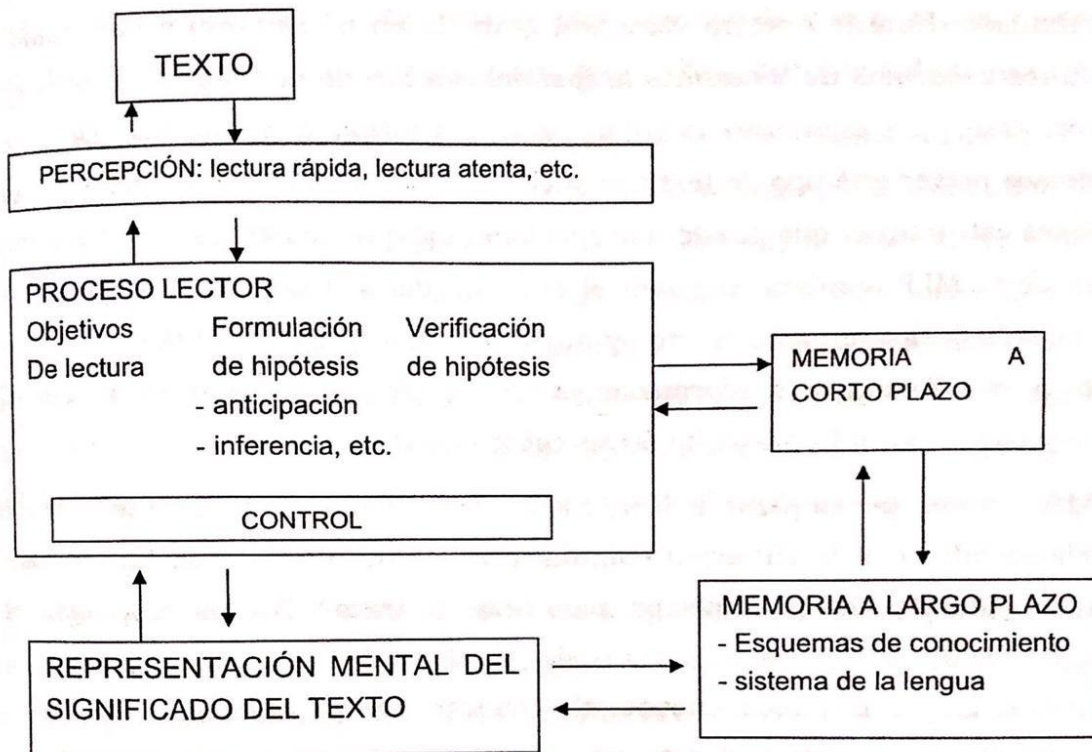 TEXTO
PERCEPCIÓN: lectura rápida, lectura atenta, etc.
PROCESO LECTOR
Objetivos
De lectura
Formulación
de hipótesis
- anticipación
- inferencia, etc.
Verificación
de hipótesis
CONTROL
MEMORIA A
CORTO PLAZO
MEMORIA A LARGO PLAZO
- Esquemas de conocimiento
- sistema de la lengua
REPRESENTACIÓN MENTAL DEL
SIGNIFICADO DEL TEXTO